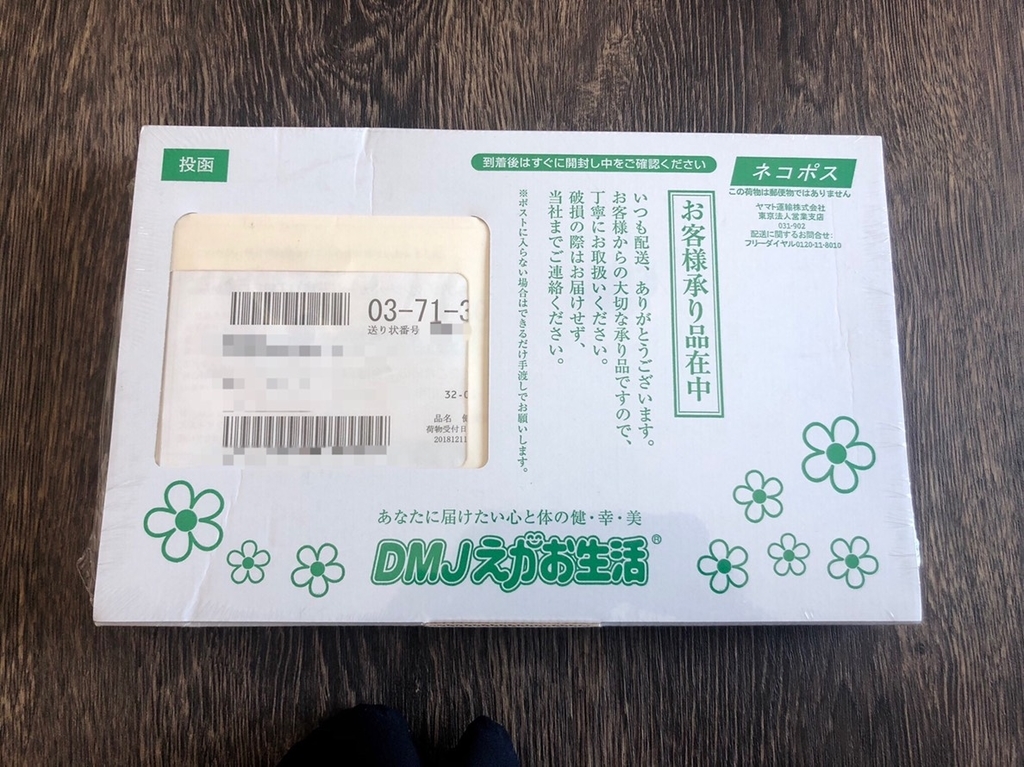 投函
到着後はすぐに開封し中をご確認ください
ネコポス
この荷物は郵便物ではありません
ヤマト運輸株式会社
東京法人営業支店
031-902
配送に関するお問合せ:
フリーダイヤル0120-11-8010
お客様承り品在中
いつも配送、ありがとうございます。
お客様からの大切な承り品ですので、
丁寧にお取扱いください。
破損の際はお届けせず、
当社までご連絡ください。
※ポストに入らない場合はできるだけ手渡しでお願いします。
03-71-3
送り状番号
32-0
品名 健
荷物受付日
20181211
あなたに届けたい心と体の健・幸・美
DMJえがお生活®